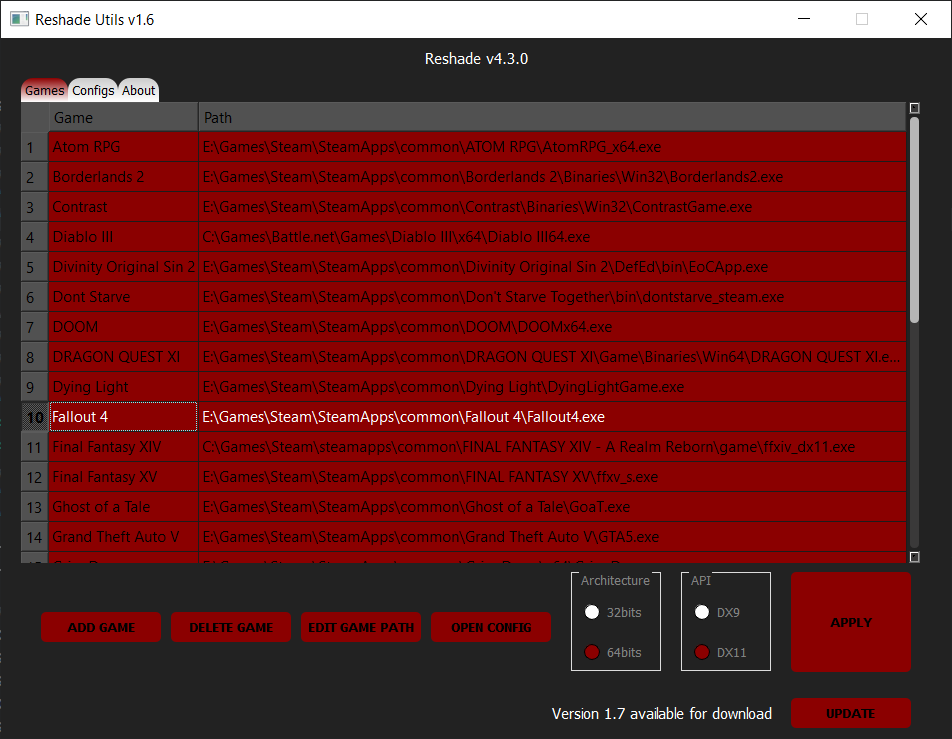 Reshade Utils v1.6
Reshade v4.3.0
Games Configs About
Game Path
1 Atom RPG E:\Games\Steam\SteamApps\common\ATOM RPG\AtomRPG_x64.exe
2 Borderlands 2 E:\Games\Steam\SteamApps\common\Borderlands 2\Binaries\Win32\Borderlands2.exe
3 Contrast E:\Games\Steam\SteamApps\common\Contrast\Binaries\Win32\ContrastGame.exe
4 Diablo III C:\Games\Battle.net\Games\Diablo III\x64\Diablo III64.exe
5 Divinity Original Sin 2 E:\Games\Steam\SteamApps\common\Divinity Original Sin 2\DefEd\bin\EoCApp.exe
6 Dont Starve E:\Games\Steam\SteamApps\common\Don't Starve Together\bin\dontstarve_steam.exe
7 DOOM E:\Games\Steam\SteamApps\common\DOOM\DOOMx64.exe
8 DRAGON QUEST XI E:\Games\Steam\SteamApps\common\DRAGON QUEST XI\Game\Binaries\Win64\DRAGON QUEST XI.e...
9 Dying Light E:\Games\Steam\SteamApps\common\Dying Light\DyingLightGame.exe
10 Fallout 4 E:\Games\Steam\SteamApps\common\Fallout 4\Fallout4.exe
11 Final Fantasy XIV C:\Games\Steam\steamapps\common\FINAL FANTASY XIV - A Realm Reborn\game\ffxiv_dx11.exe
12 Final Fantasy XV E:\Games\Steam\SteamApps\common\FINAL FANTASY XV\ffxv_s.exe
13 Ghost of a Tale E:\Games\Steam\SteamApps\common\Ghost of a Tale\GoaT.exe
14 Grand Theft Auto V E:\Games\Steam\SteamApps\common\Grand Theft Auto V\GTA5.exe
Architecture API
32bits DX9
ADD GAME DELETE GAME EDIT GAME PATH OPEN CONFIG APPLY
64bits DX11
Version 1.7 available for download UPDATE